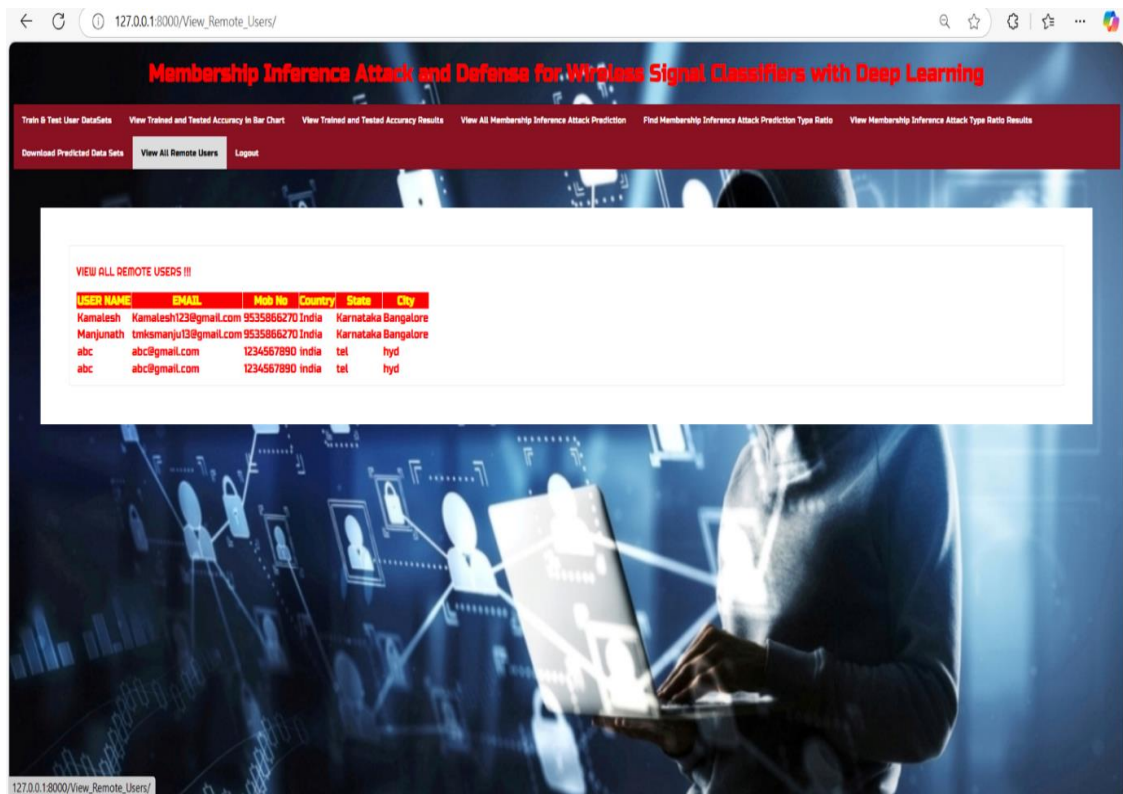 127.0.0.1:8000/View_Remote_Users/
Membership Inference Attack and Defense for Wireless Signal Classifiers with Deep Learning
Train & Test User DataSets View Trained and Tested Accuracy in Bar Chart View Trained and Tested Accuracy Results View All Membership Inference Attack Prediction Find Membership Inference Attack Prediction Type Ratio View Membership Inference Attack Type Ratio Results
Download Predicted Data Sets View All Remote Users Logout
VIEW ALL REMOTE USERS !!!
USER NAME EMAIL Mob No Country State City
Kamalesh Kamalesh123@gmail.com 9535866270 India Karnataka Bangalore
Manjunath tmksmanju13@gmail.com 9535866270 India Karnataka Bangalore
abc abc@gmail.com 1234567890 india tel hyd
abc abc@gmail.com 1234567890 india tel hyd
127.0.0.1:8000/View_Remote_Users/